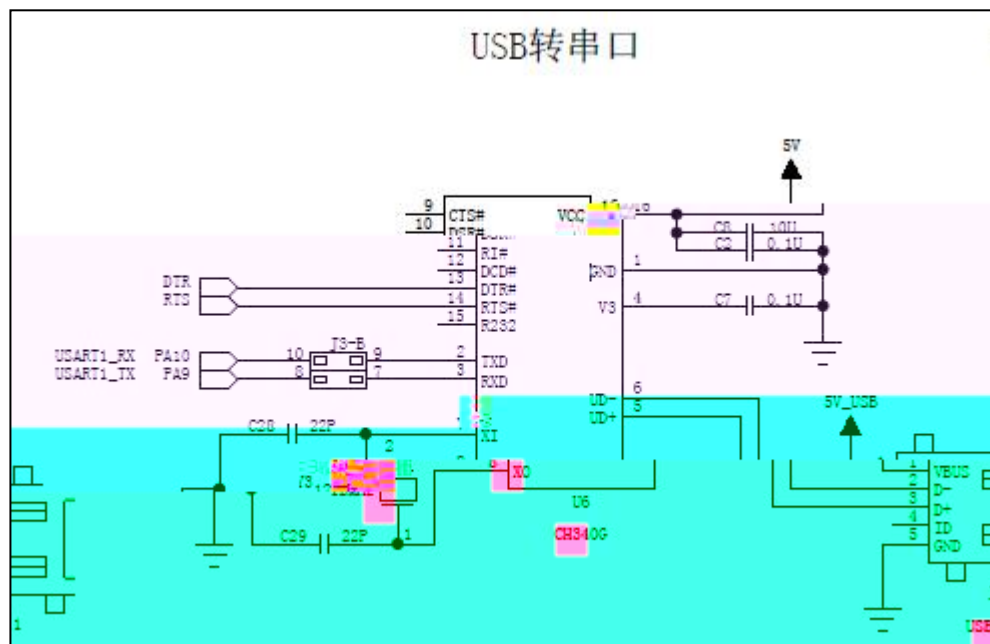 USB转串口
5V
9 CTS# VCC
10
C8 10U
C2 0.1U
11 RI#
12 DCD# GND 1
DTR 13 DTR#
RTS 14 RTS# V3 4 C7 0.1U
15 R232
J3-B
USART1_RX PA10 10 9 2 TXD
USART1_TX PA9 8 7 3 RXD
UD- 6
UD+ 5
5V_USB
C28 22P XI
2
XO
1 VBUS
2 D-
3 D+
4 ID
5 GND
U6
C29 22P 1
CH340G
1
USB